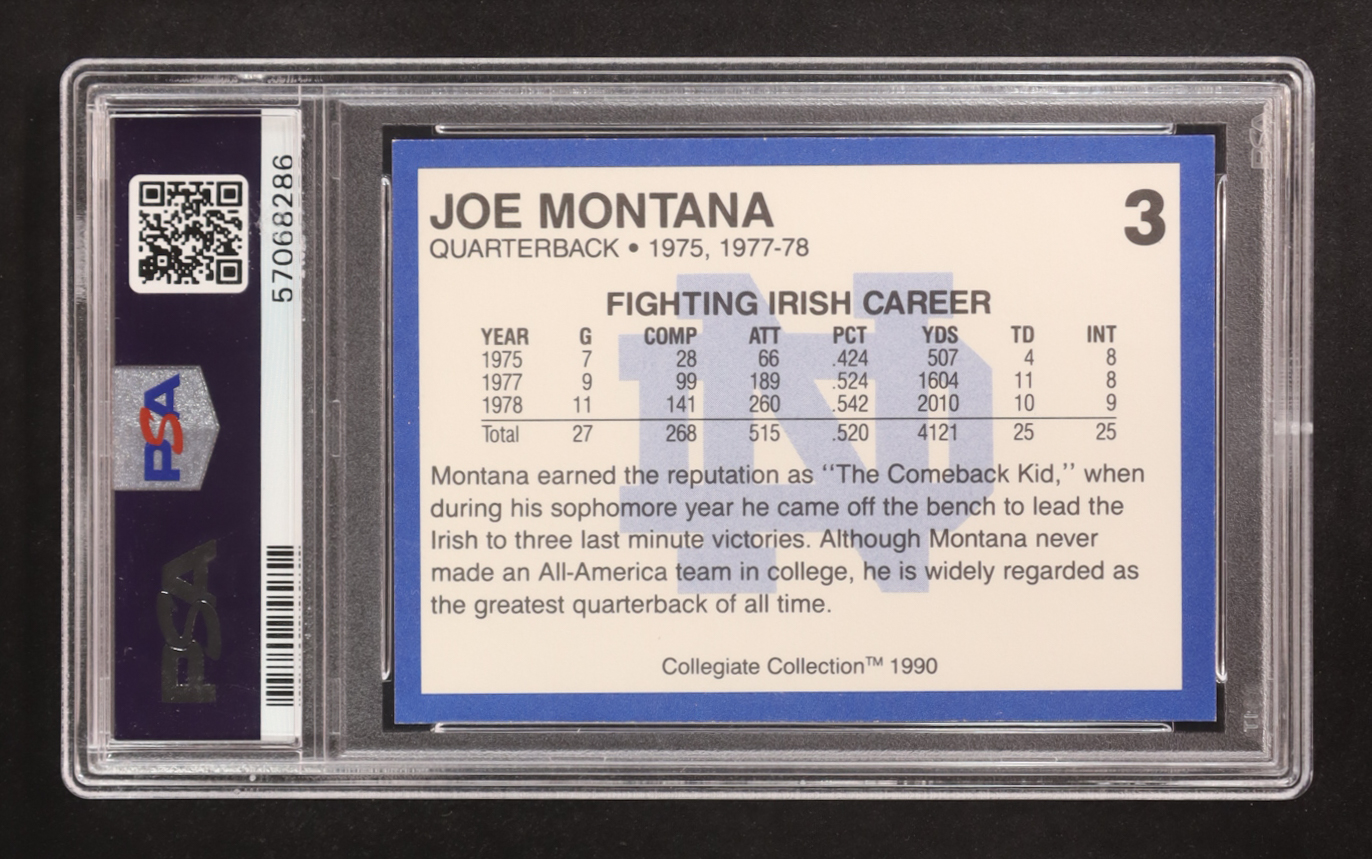 57068286
PSA
PSA
JOE MONTANA
3
QUARTERBACK • 1975, 1977-78
FIGHTING IRISH CAREER
YEAR G COMP ATT PCT YDS TD INT
1975 7 28 66 .424 507 4 8
1977 9 99 189 .524 1604 11 8
1978 11 141 260 .542 2010 10 9
Total 27 268 515 .520 4121 25 25
Montana earned the reputation as "The Comeback Kid," when
during his sophomore year he came off the bench to lead the
Irish to three last minute victories. Although Montana never
made an All-America team in college, he is widely regarded as
the greatest quarterback of all time.
Collegiate Collection™ 1990
ND
PSA